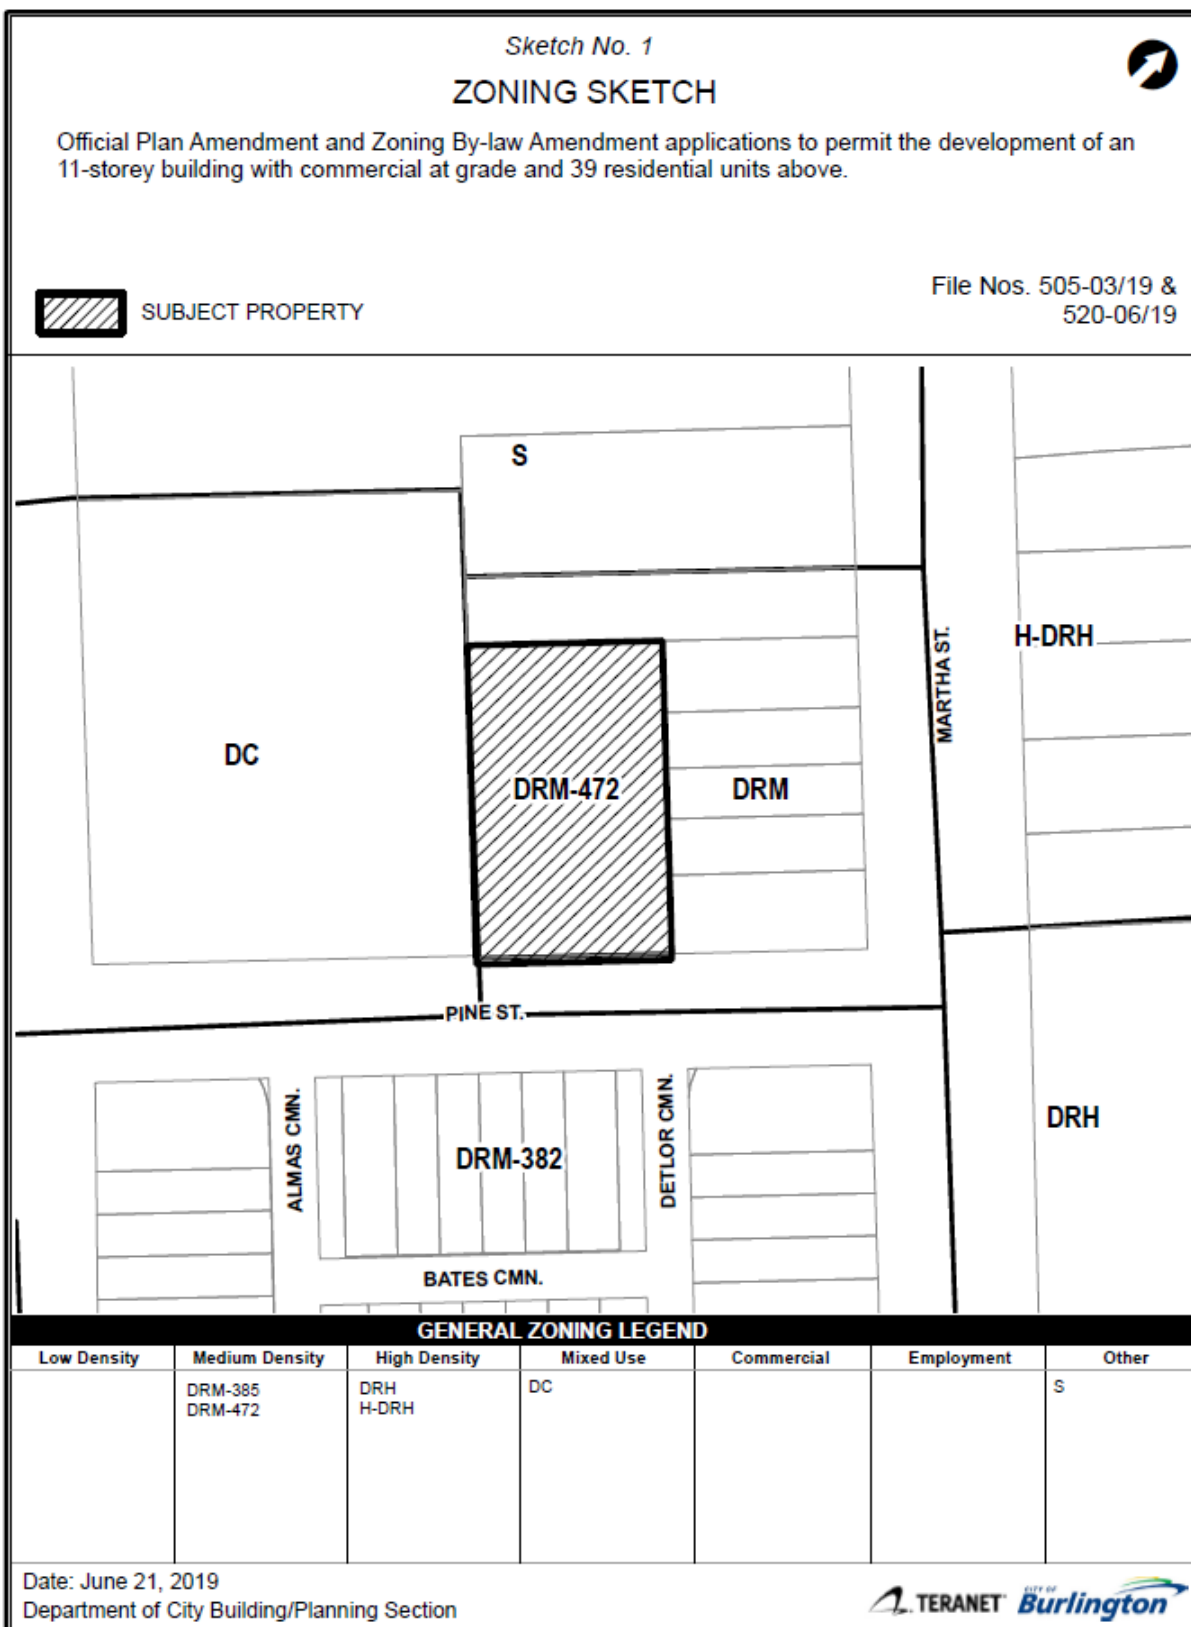 Sketch No. 1
ZONING SKETCH
Official Plan Amendment and Zoning By-law Amendment applications to permit the development of an
11-storey building with commercial at grade and 39 residential units above.
SUBJECT PROPERTY
File Nos. 505-03/19 &
520-06/19
S
MARTHA ST.
H-DRH
DC
DRM-472
DRM
PINE ST.
ALMAS CMN.
DRM-382
DETLOR CMN.
DRH
BATES CMN.
GENERAL ZONING LEGEND
Low Density Medium Density High Density Mixed Use Commercial Employment Other
DRM-385 DRH DC S
DRM-472 H-DRH
Date: June 21, 2019
Department of City Building/Planning Section
TERANET
CITY OF
Burlington